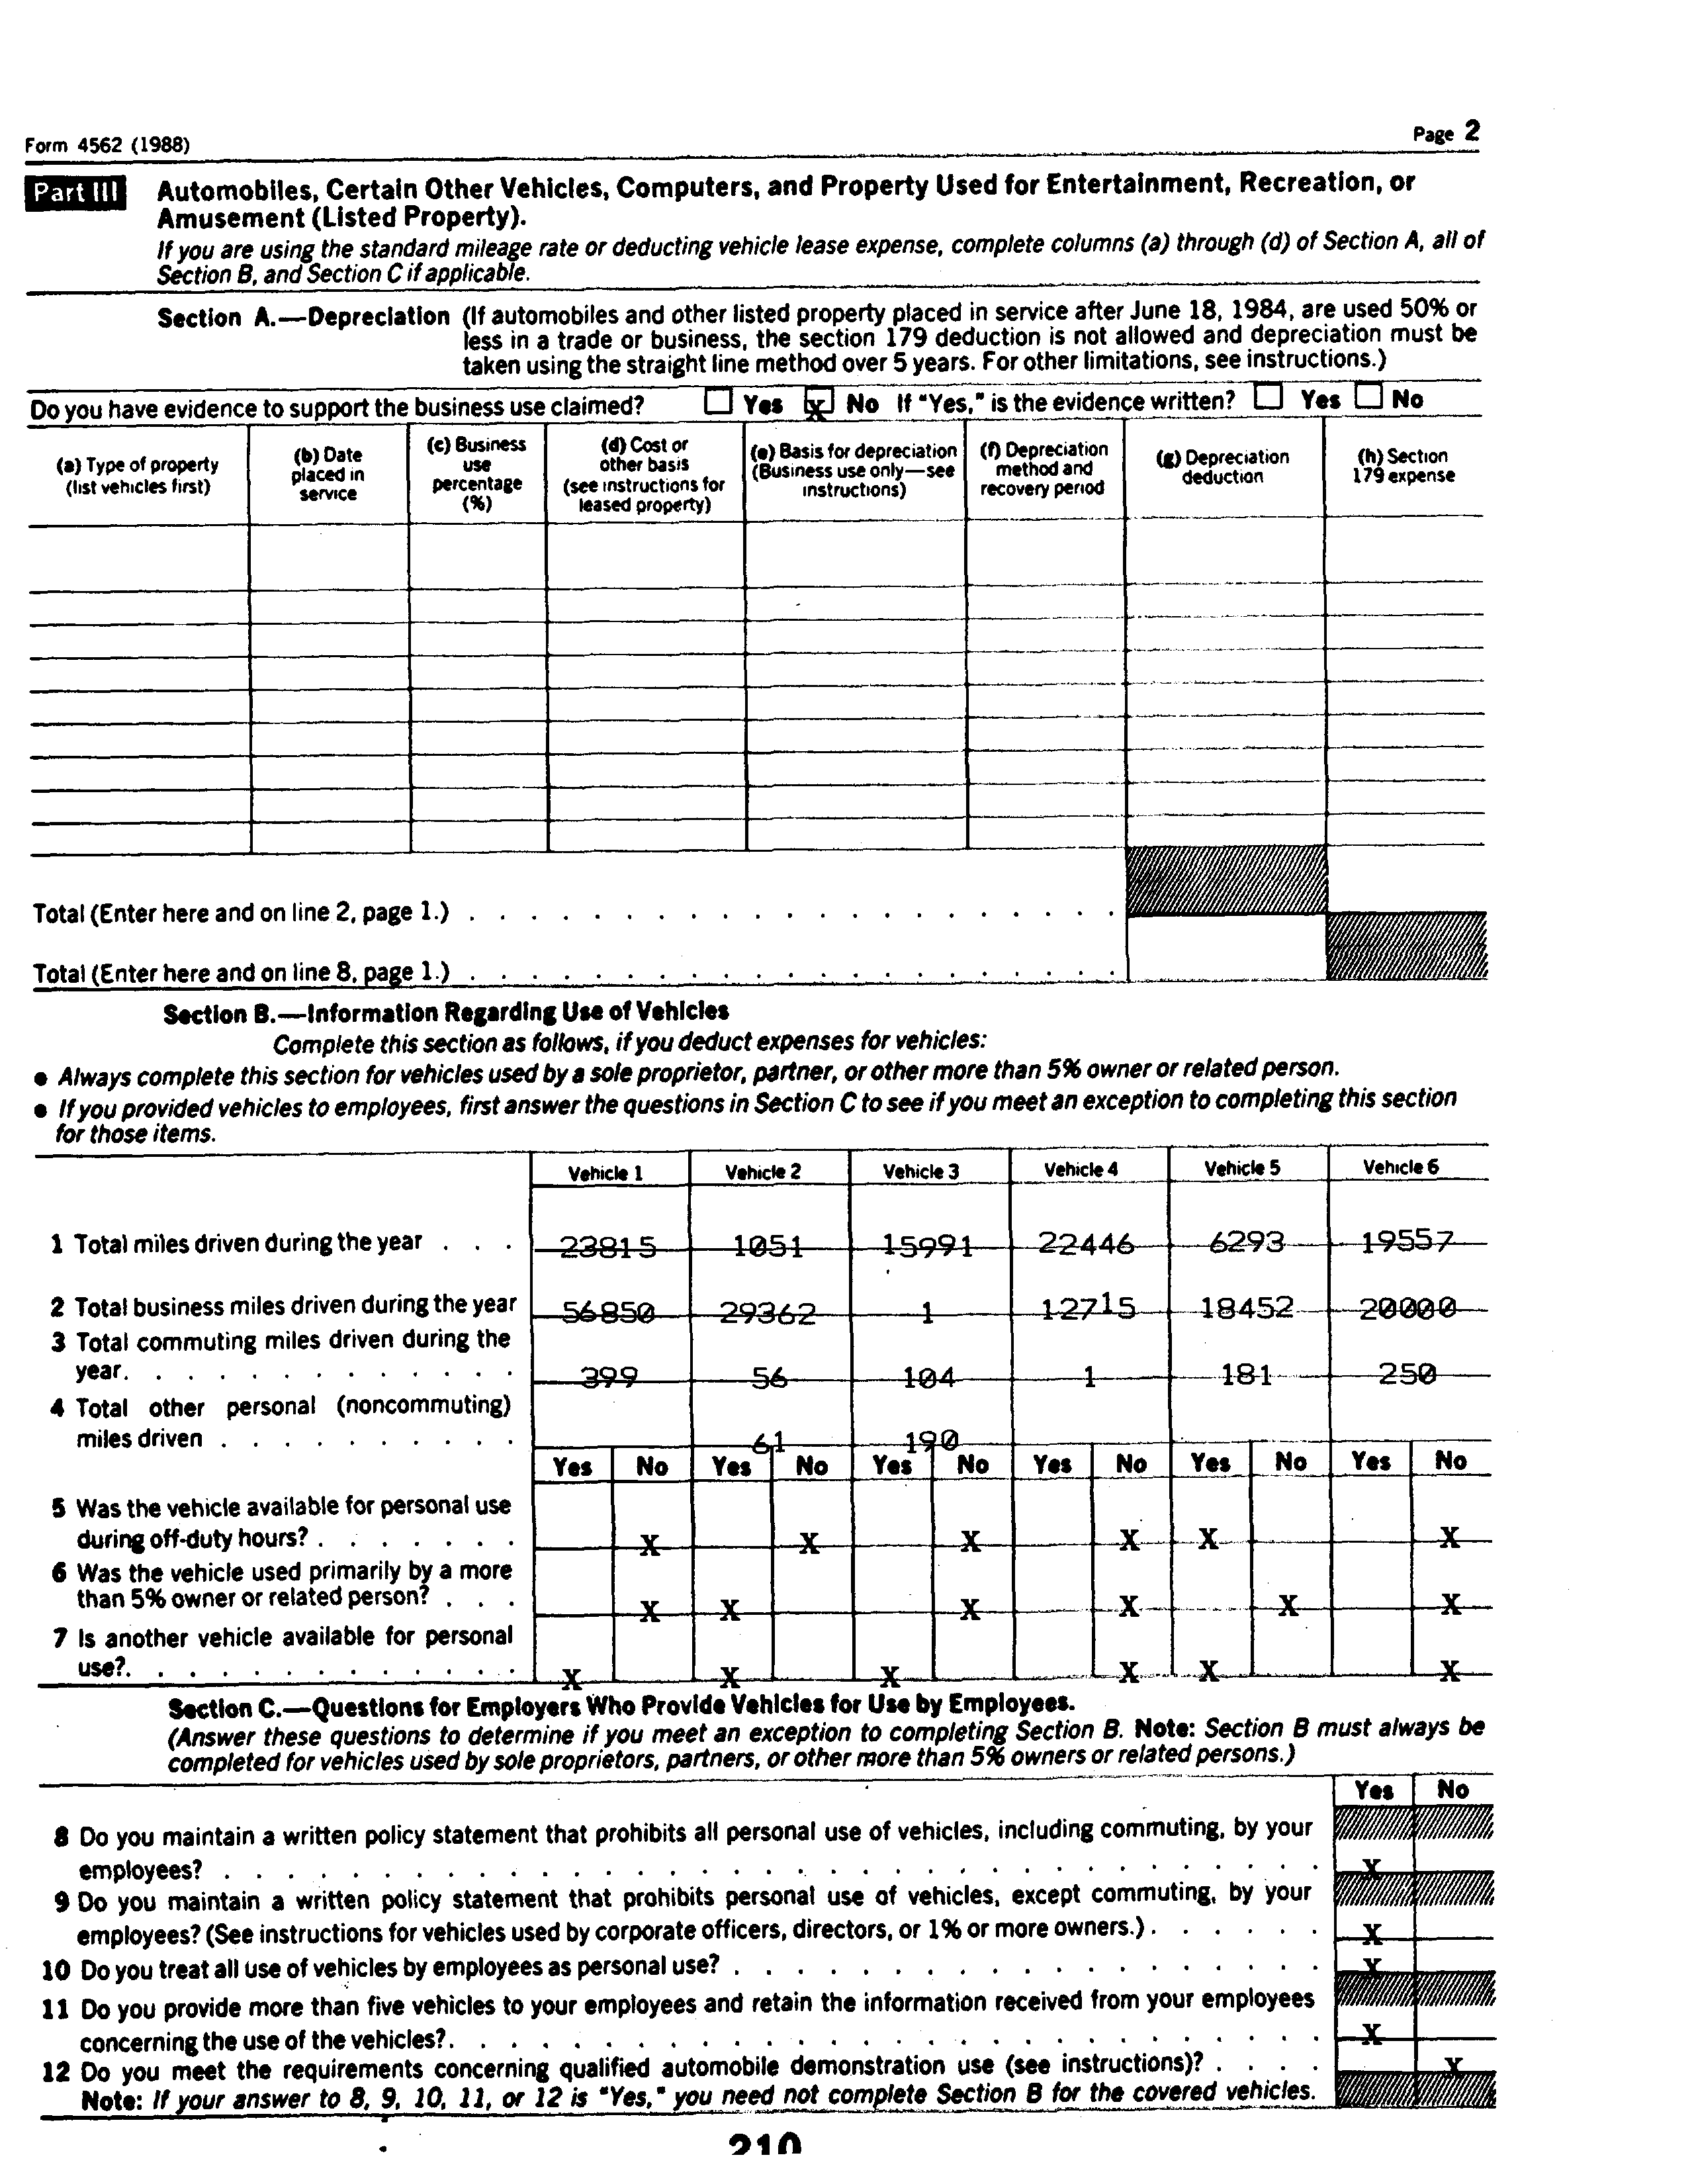 Form 4562 (1988)
Page 2
Part III
Automobiles, Certain Other Vehicles, Computers, and Property Used for Entertainment, Recreation, or
Amusement (Listed Property).
If you are using the standard mileage rate or deducting vehicle lease expense, complete columns (a) through (d) of Section A, all of
Section B, and Section C if applicable.
Section A.—Depreciation (If automobiles and other listed property placed in service after June 18, 1984, are used 50% or
less in a trade or business, the section 179 deduction is not allowed and depreciation must be
taken using the straight line method over 5 years. For other limitations, see instructions.)
Do you have evidence to support the business use claimed? Yes X No If "Yes," is the evidence written? Yes No
(a) Type of property
(list vehicles first)
(b) Date
placed in
service
(c) Business
use
percentage
(%)
(d) Cost or
other basis
(see instructions for
leased property)
(e) Basis for depreciation
(Business use only—see
instructions)
(f) Depreciation
method and
recovery period
(g) Depreciation
deduction
(h) Section
179 expense
Total (Enter here and on line 2, page 1.) . . . . . . . . . . . . . . . . . . . . .
Total (Enter here and on line 8, page 1.) . . . . . . . . . . . . . . . . . . . . .
Section B.—Information Regarding Use of Vehicles
Complete this section as follows, if you deduct expenses for vehicles:
● Always complete this section for vehicles used by a sole proprietor, partner, or other more than 5% owner or related person.
● If you provided vehicles to employees, first answer the questions in Section C to see if you meet an exception to completing this section
for those items.
Vehicle 1 Vehicle 2 Vehicle 3 Vehicle 4 Vehicle 5 Vehicle 6
1 Total miles driven during the year . . . 23815 1051 15991 22446 6293 19557
2 Total business miles driven during the year 56850 29362 1 12715 18452 20000
3 Total commuting miles driven during the
year. . . . . . . . . . . . . 399 56 104 1 181 250
4 Total other personal (noncommuting)
miles driven . . . . . . . . . . 61 190
Yes No Yes No Yes No Yes No Yes No Yes No
5 Was the vehicle available for personal use
during off-duty hours? . . . . . . . X X X X X X
6 Was the vehicle used primarily by a more
than 5% owner or related person? . . . X X X X X X
7 Is another vehicle available for personal
use?. . . . . . . . . . . . . X X X X X X
Section C.—Questions for Employers Who Provide Vehicles for Use by Employees.
(Answer these questions to determine if you meet an exception to completing Section B. Note: Section B must always be
completed for vehicles used by sole proprietors, partners, or other more than 5% owners or related persons.)
Yes No
8 Do you maintain a written policy statement that prohibits all personal use of vehicles, including commuting, by your
employees? . . . . . . . . . . . . . . . . . . . . . . . . . . . . . . . . . . X
9 Do you maintain a written policy statement that prohibits personal use of vehicles, except commuting, by your
employees? (See instructions for vehicles used by corporate officers, directors, or 1% or more owners.) . . . . . . X
10 Do you treat all use of vehicles by employees as personal use? . . . . . . . . . . . . . . . . . . . X
11 Do you provide more than five vehicles to your employees and retain the information received from your employees
concerning the use of the vehicles?. . . . . . . . . . . . . . . . . . . . . . . . . . . . X
12 Do you meet the requirements concerning qualified automobile demonstration use (see instructions)? . . . . X
Note: If your answer to 8, 9, 10, 11, or 12 is "Yes," you need not complete Section B for the covered vehicles.
210